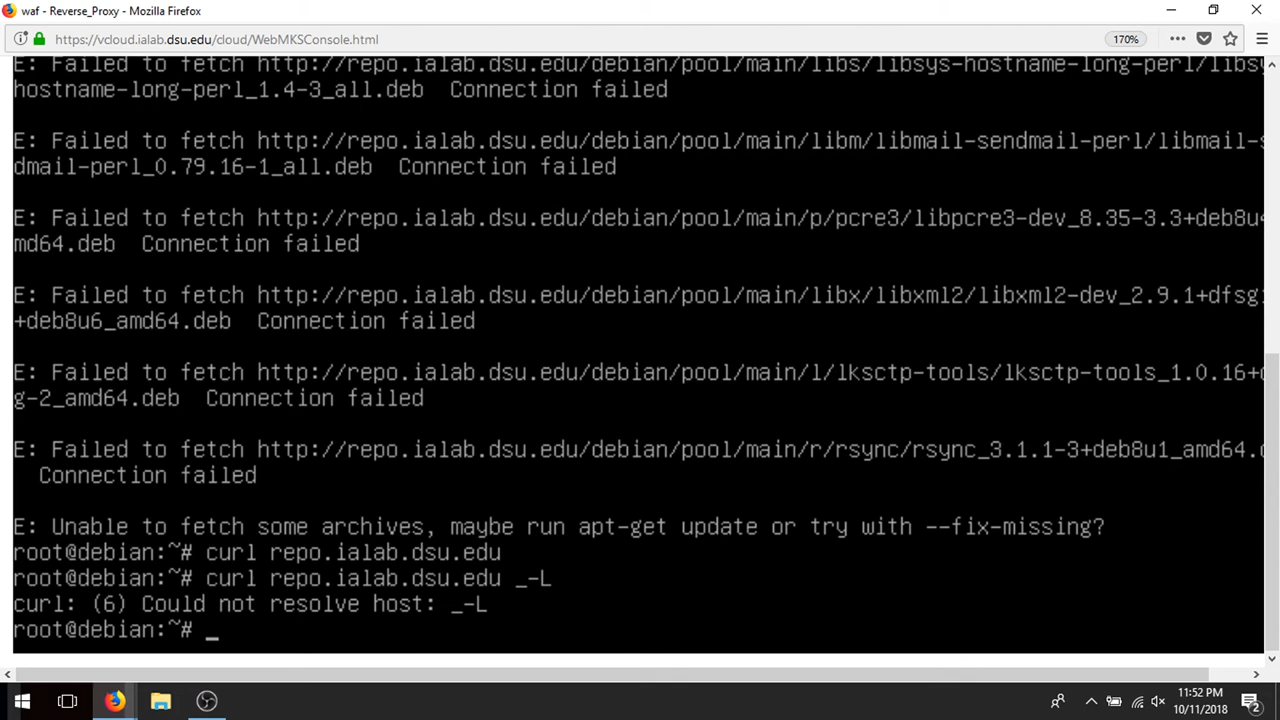 waf - Reverse_Proxy - Mozilla Firefox
https://vcloud.ialab.dsu.edu/cloud/WebMKSConsole.html
170%
E: Failed to fetch http://repo.ialab.dsu.edu/debian/pool/main/libs/libsys-hostname-long-perl/libsy
hostname-long-perl_1.4-3_all.deb  Connection failed
E: Failed to fetch http://repo.ialab.dsu.edu/debian/pool/main/libm/libmail-sendmail-perl/libmail-s
dmail-perl_0.79.16-1_all.deb  Connection failed
E: Failed to fetch http://repo.ialab.dsu.edu/debian/pool/main/p/pcre3/libpcre3-dev_8.35-3.3+deb8u4
md64.deb  Connection failed
E: Failed to fetch http://repo.ialab.dsu.edu/debian/pool/main/libx/libxml2/libxml2-dev_2.9.1+dfsg1
+deb8u6_amd64.deb  Connection failed
E: Failed to fetch http://repo.ialab.dsu.edu/debian/pool/main/l/lksctp-tools/lksctp-tools_1.0.16+d
g-2_amd64.deb  Connection failed
E: Failed to fetch http://repo.ialab.dsu.edu/debian/pool/main/r/rsync/rsync_3.1.1-3+deb8u1_amd64.d
Connection failed
E: Unable to fetch some archives, maybe run apt-get update or try with --fix-missing?
root@debian:~# curl repo.ialab.dsu.edu
root@debian:~# curl repo.ialab.dsu.edu _-L
curl: (6) Could not resolve host: _-L
root@debian:~# _
11:52 PM
10/11/2018
2